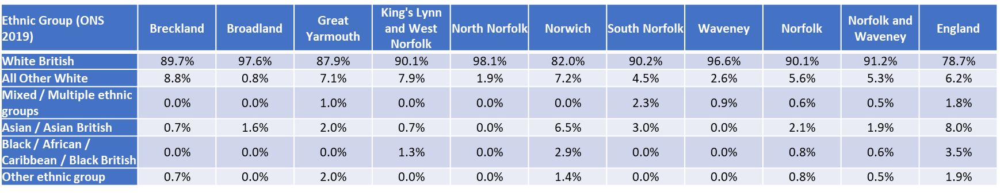 Ethnic Group (ONS 2019) Breckland Broadland Great Yarmouth King's Lynn and West Norfolk North Norfolk Norwich South Norfolk Waveney Norfolk Norfolk and Waveney England
White British 89.7% 97.6% 87.9% 90.1% 98.1% 82.0% 90.2% 96.6% 90.1% 91.2% 78.7%
All Other White 8.8% 0.8% 7.1% 7.9% 1.9% 7.2% 4.5% 2.6% 5.6% 5.3% 6.2%
Mixed / Multiple ethnic groups 0.0% 0.0% 1.0% 0.0% 0.0% 0.0% 2.3% 0.9% 0.6% 0.5% 1.8%
Asian / Asian British 0.7% 1.6% 2.0% 0.7% 0.0% 6.5% 3.0% 0.0% 2.1% 1.9% 8.0%
Black / African / Caribbean / Black British 0.0% 0.0% 0.0% 1.3% 0.0% 2.9% 0.0% 0.0% 0.8% 0.6% 3.5%
Other ethnic group 0.7% 0.0% 2.0% 0.0% 0.0% 1.4% 0.0% 0.0% 0.8% 0.5% 1.9%